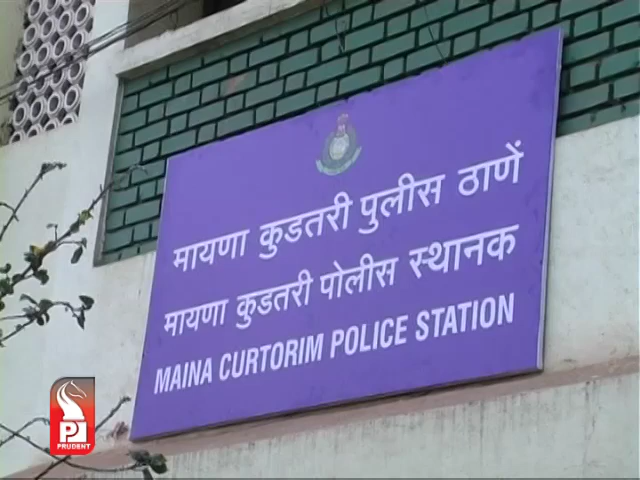 मायणा कुडतरी पुलीस ठाणें
मायणा कुडतरी पोलीस स्थानक
MAINA CURTORIM POLICE STATION
PRUDENT